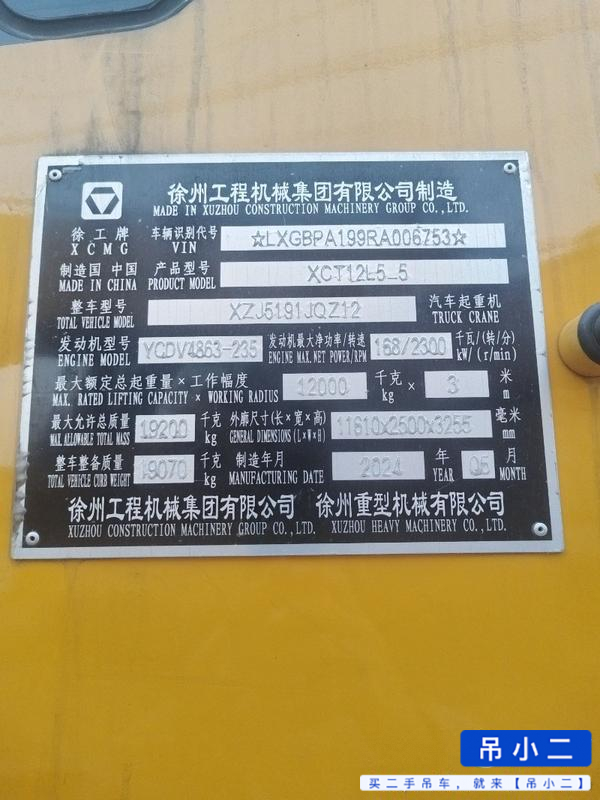 徐州工程机械集团有限公司制造
MADE IN XUZHOU CONSTRUCTION MACHINERY GROUP CO.,LTD.
徐工牌 车辆识别代号 ☆LXGBPA199RA006753☆
XCMG VIN
制造国 中国 产品型号 XCT12L5_5
MADE IN CHINA PRODUCT MODEL
整车型号 XZJ5191JQZ12 汽车起重机
TOTAL VEHICLE MODEL TRUCK CRANE
发动机型号 YCDV4863-235 发动机最大净功率/转速 168/2300 千瓦/(转/分)
ENGINE MODEL ENGINE MAX.NET POWER/RPM kW/(r/min)
最大额定总起重量×工作幅度 12000 千克 × 3 米
MAX. RATED LIFTING CAPACITY × WORKING RADIUS kg m
最大允许总质量 19200 千克 外廓尺寸(长×宽×高) 11610x2500x3255 毫米
MAX.ALLOWABLE TOTAL MASS kg GENERAL DIMENSIONS (L×W×H) mm
整车整备质量 19070 千克 制造年月 2024 年 05 月
TOTAL VEHICLE CURB WEIGHT kg MANUFACTURING DATE YEAR MONTH
徐州工程机械集团有限公司 徐州重型机械有限公司
XUZHOU CONSTRUCTION MACHINERY GROUP CO.,LTD. XUZHOU HEAVY MACHINERY CO.,LTD.
吊小二
买二手吊车，就来【吊小二】